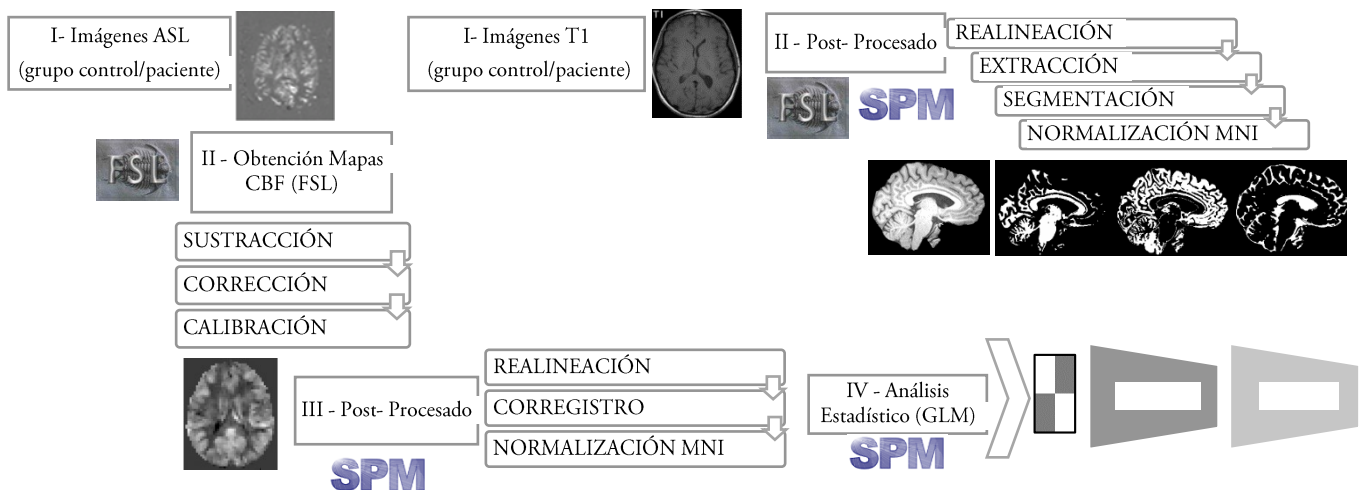 I- Imágenes ASL
(grupo control/paciente)
I- Imágenes T1
(grupo control/paciente)
T1
II - Post- Procesado
FSL
SPM
REALINEACIÓN
EXTRACCIÓN
SEGMENTACIÓN
NORMALIZACIÓN MNI
FSL
II - Obtención Mapas
CBF (FSL)
SUSTRACCIÓN
CORRECCIÓN
CALIBRACIÓN
III - Post- Procesado
SPM
REALINEACIÓN
CORREGISTRO
NORMALIZACIÓN MNI
IV - Análisis
Estadístico (GLM)
SPM